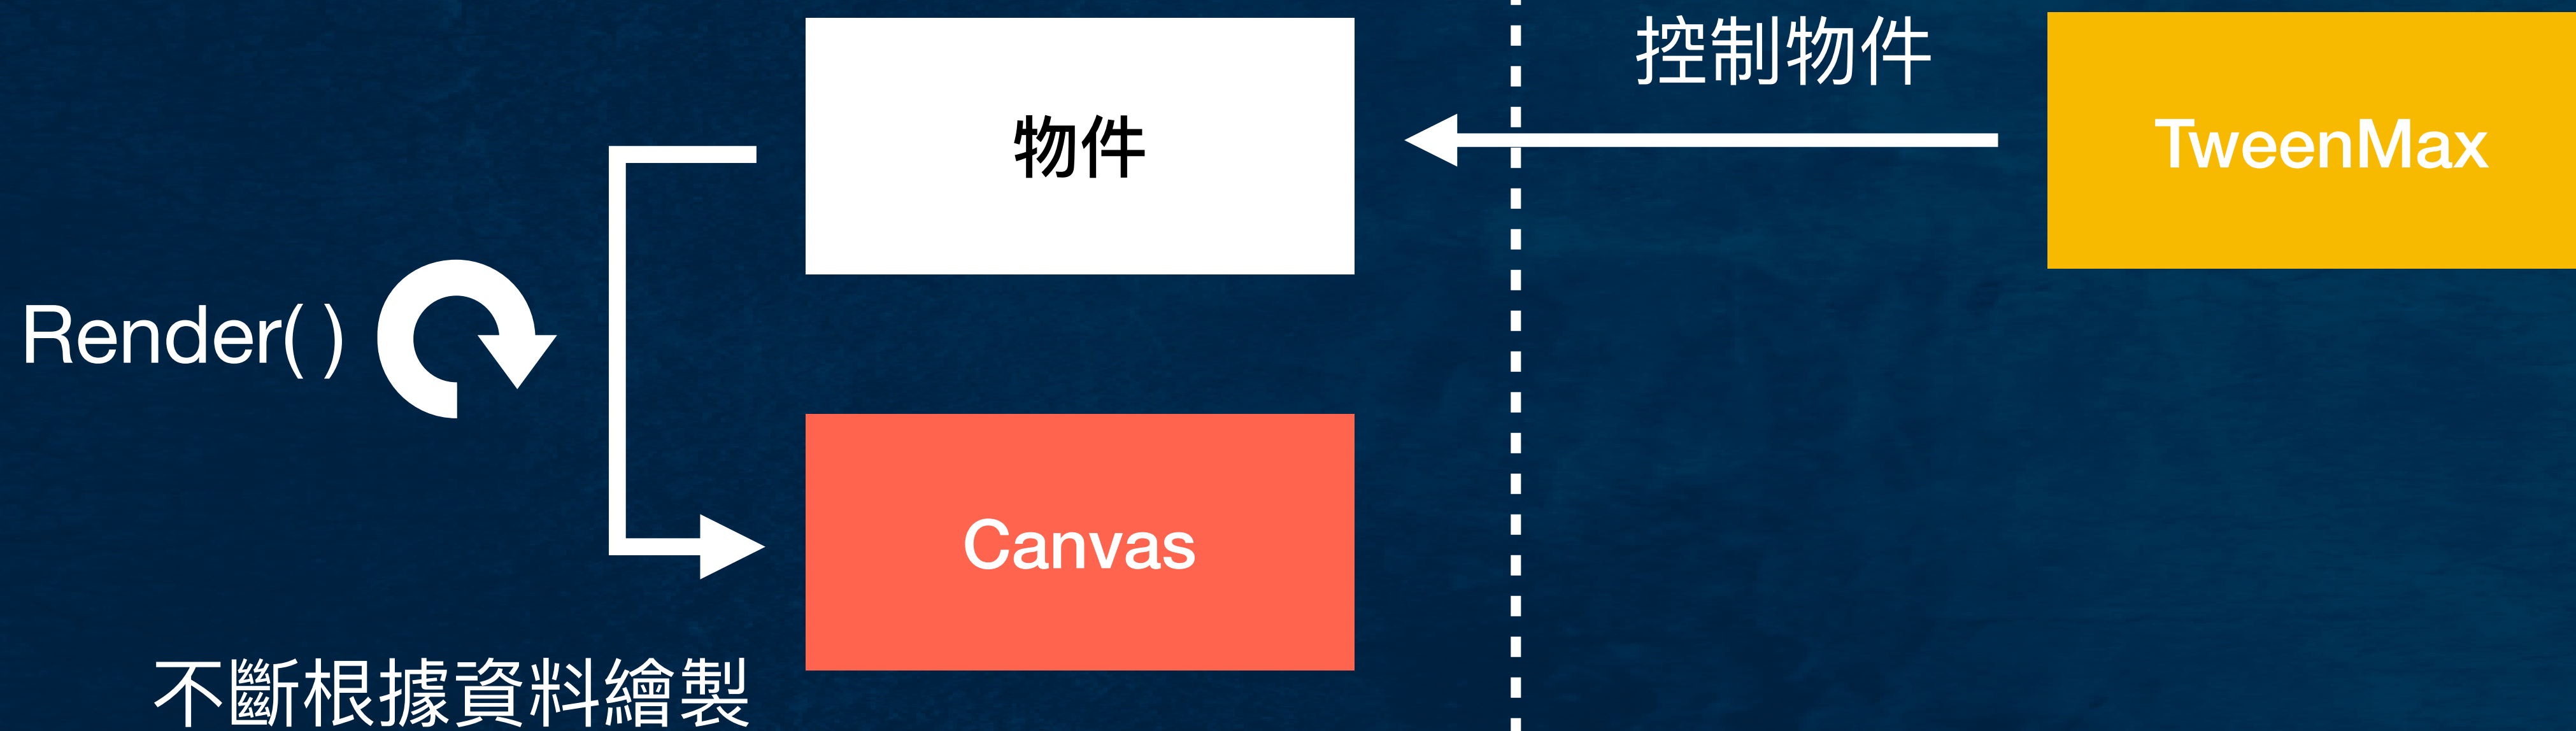 控制物件
物件
TweenMax
Render( )
Canvas
不斷根據資料繪製